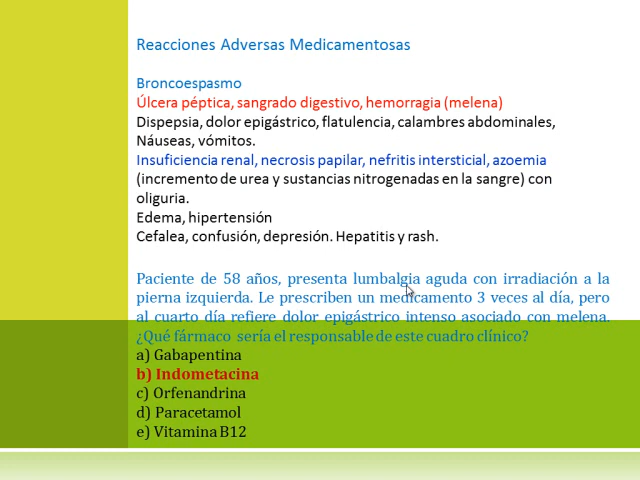 Reacciones Adversas Medicamentosas
Broncoespasmo
Úlcera péptica, sangrado digestivo, hemorragia (melena)
Dispepsia, dolor epigástrico, flatulencia, calambres abdominales,
Náuseas, vómitos.
Insuficiencia renal, necrosis papilar, nefritis intersticial, azoemia
(incremento de urea y sustancias nitrogenadas en la sangre) con
oliguria.
Edema, hipertensión
Cefalea, confusión, depresión. Hepatitis y rash.
Paciente de 58 años, presenta lumbalgia aguda con irradiación a la
pierna izquierda. Le prescriben un medicamento 3 veces al día, pero
al cuarto día refiere dolor epigástrico intenso asociado con melena.
¿Qué fármaco sería el responsable de este cuadro clínico?
a) Gabapentina
b) Indometacina
c) Orfenandrina
d) Paracetamol
e) Vitamina B12